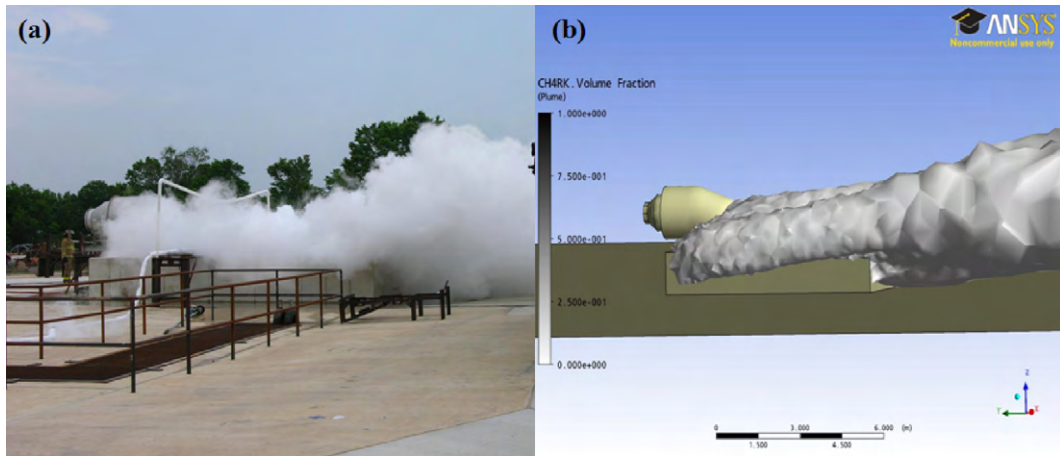 (a)
(b)
ANSYS
Noncommercial use only
CH4RK.Volume Fraction
(Plume)
1.000e+000
7.500e-001
5.000e-001
2.500e-001
0.000e+000
Z
Y
X
0 3.000 6.000 (m)
1.500 4.500